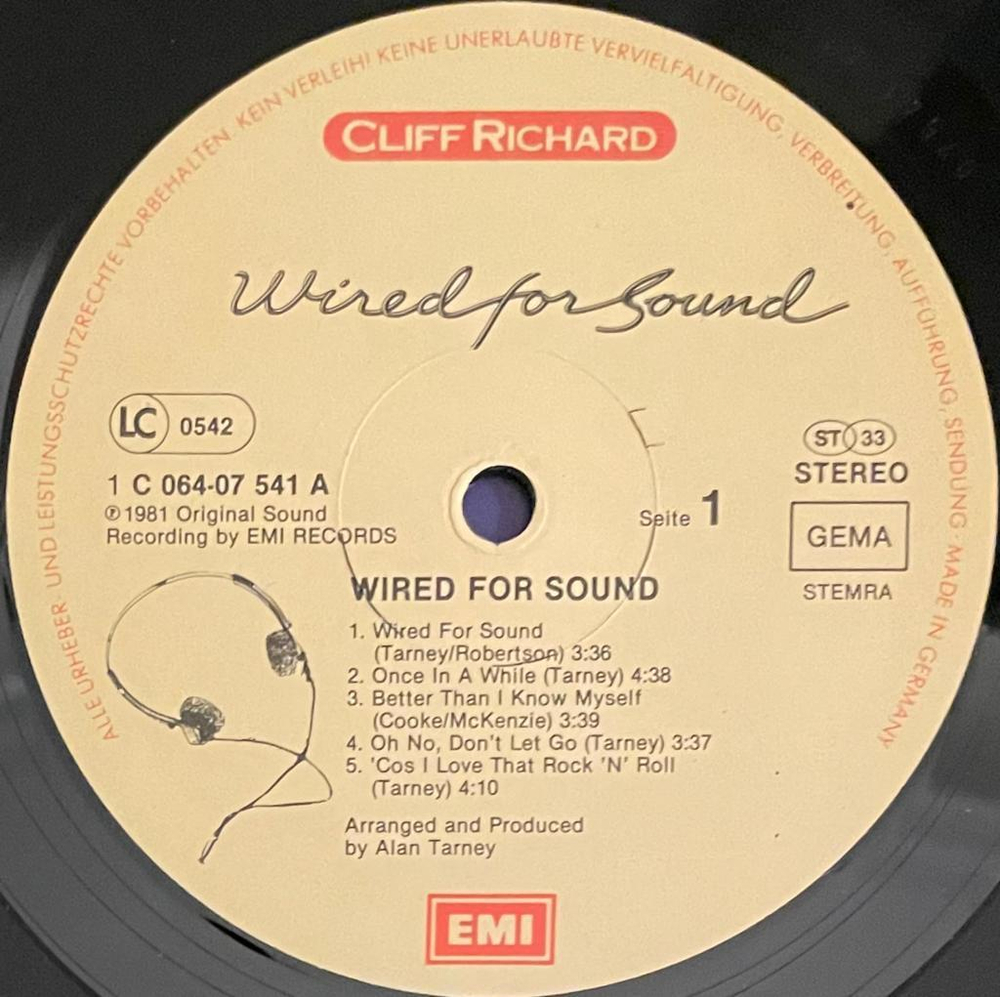 ALLE URHEBER- UND LEISTUNGSSCHUTZRECHTE VORBEHALTEN. KEIN VERLEIH! KEINE UNERLAUBTE VERVIELFÄLTIGUNG, VERBREITUNG, AUFFÜHRUNG, SENDUNG · MADE IN GERMANY
CLIFF RICHARD
Wired for Sound
LC 0542
1 C 064-07 541 A
℗ 1981 Original Sound
Recording by EMI RECORDS
ST 33
STEREO
Seite 1
GEMA
STEMRA
WIRED FOR SOUND
1. Wired For Sound
(Tarney/Robertson) 3:36
2. Once In A While (Tarney) 4:38
3. Better Than I Know Myself
(Cooke/McKenzie) 3:39
4. Oh No, Don't Let Go (Tarney) 3:37
5. 'Cos I Love That Rock 'N' Roll
(Tarney) 4:10
Arranged and Produced
by Alan Tarney
EMI